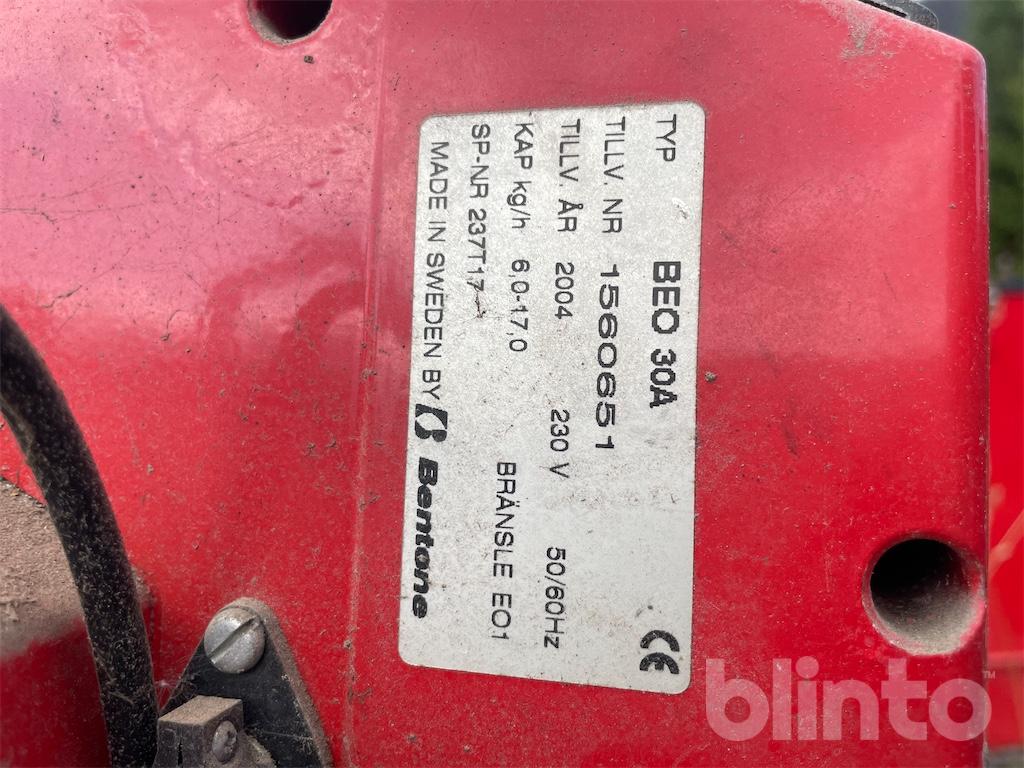 TYP BEO 30A CE
TILLV. NR 1560651
TILLV. ÅR 2004 230 V 50/60Hz
KAP kg/h 6,0-17,0 BRÄNSLE EO1
SP-NR 237T17
MADE IN SWEDEN BY Bentone
blinto™